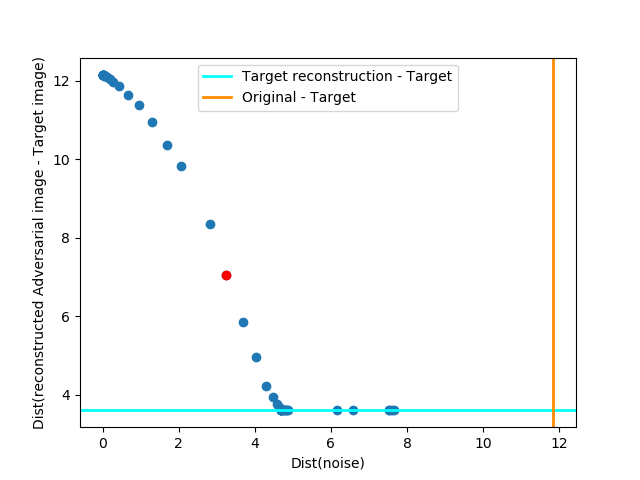 Target reconstruction - Target
Original - Target
12
10
8
6
4
Dist(reconstructed Adversarial image - Target image)
0 2 4 6 8 10 12
Dist(noise)